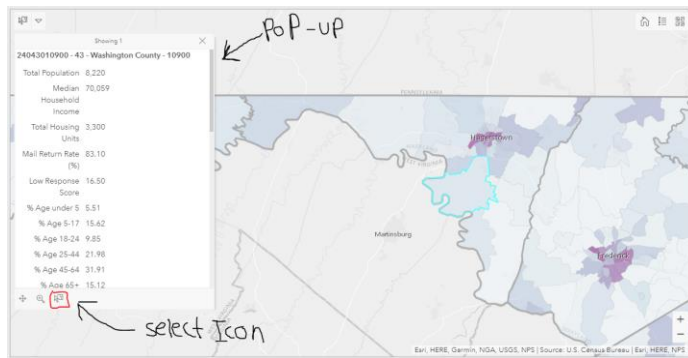 Showing 1
POP-UP
24043010900 - 43 - Washington County - 10900
Total Population 8,220
Median Household Income 70,059
Total Housing Units 3,300
Mail Return Rate (%) 83.10
Low Response Score 16.50
% Age under 5 5.51
% Age 5-17 15.62
% Age 18-24 9.85
% Age 25-44 21.98
% Age 45-64 31.91
% Age 65+ 15.12
select Icon
PENNSYLVANIA
MARYLAND
WEST VIRGINIA
Hagerstown
Martinsburg
Frederick
Esri, HERE, Garmin, NGA, USGS, NPS | Source: U.S. Census Bureau | Esri, HERE, NPS